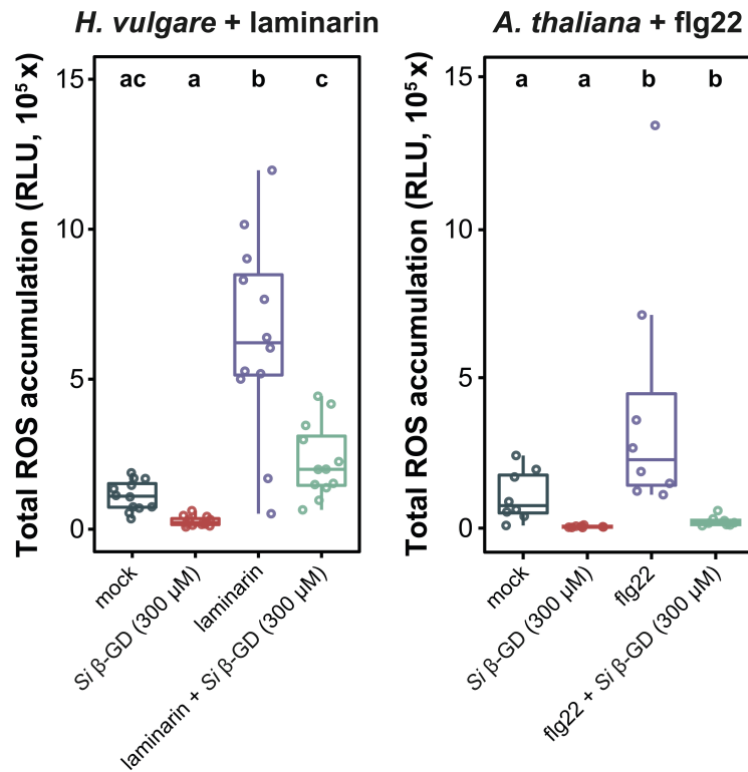 H. vulgare + laminarin
Total ROS accumulation (RLU, 10⁵ x)
15
10
5
0
ac a b c
mock
Si β-GD (300 µM)
laminarin
laminarin + Si β-GD (300 µM)
A. thaliana + flg22
Total ROS accumulation (RLU, 10⁵ x)
15
10
5
0
a a b b
mock
Si β-GD (300 µM)
flg22
flg22 + Si β-GD (300 µM)